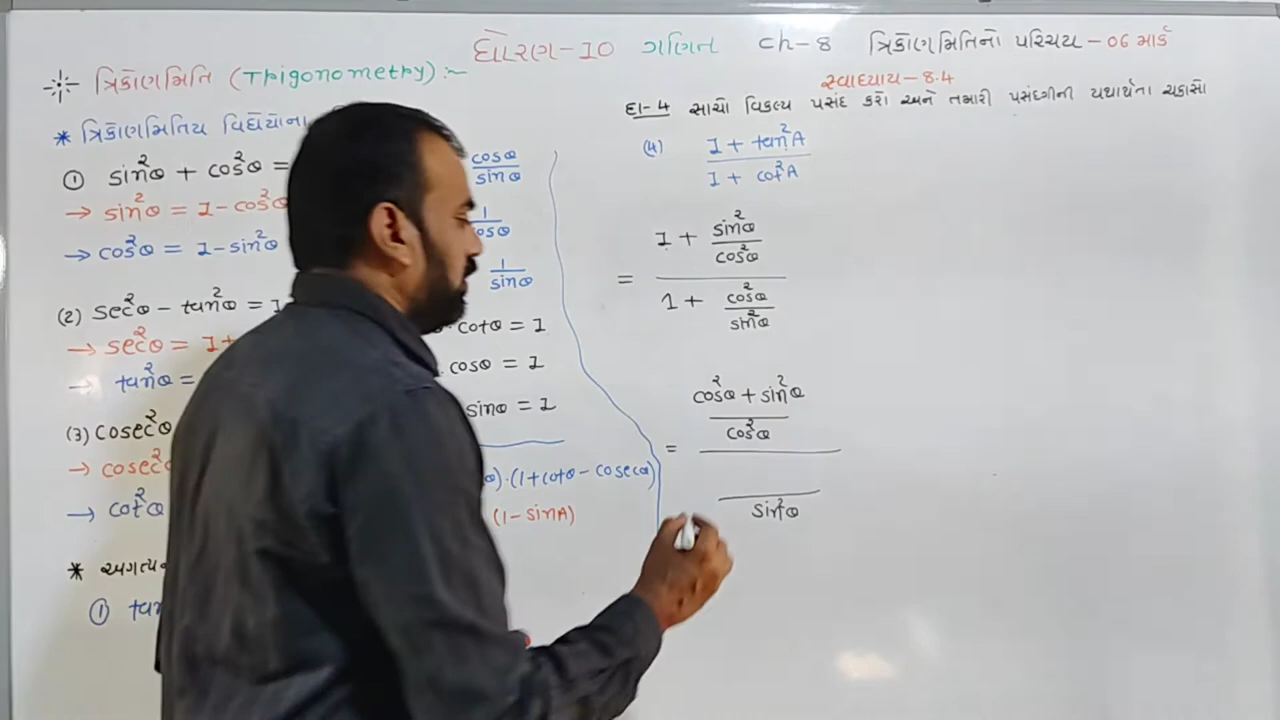 ધોરણ-10 ગણિત ch-8 ત્રિકોણમિતિનો પરિચય - 06 માર્ક
ત્રિકોણમિતિ (Trigonometry) :-
* ત્રિકોણમિતિય વિધેયોના
① sin²θ + cos²θ =
→ sin²θ = 1-cos²θ
→ cos²θ = 1-sin²θ
(2) sec²θ - tan²θ = 1
→ sec²θ = 1+
→ tan²θ =
(3) cosec²θ
→ cosec²θ
→ cot²θ
* અગત્યન
① tan
cosθ
sinθ
1
cosθ
1
sinθ
. cotθ = 1
. cosθ = 1
sinθ = 1
θ).(1+cotθ - cosecθ)
(1-sinA)
સ્વાધ્યાય - 8.4
દા-4 સાચો વિકલ્પ પસંદ કરો અને તમારી પસંદગીની યથાર્થતા ચકાસો
(4) 1 + tan²A
1 + cot²A
1 + sin²θ
cos²θ
=
1 + cos²θ
sin²θ
cos²θ + sin²θ
cos²θ
=
sin²θ